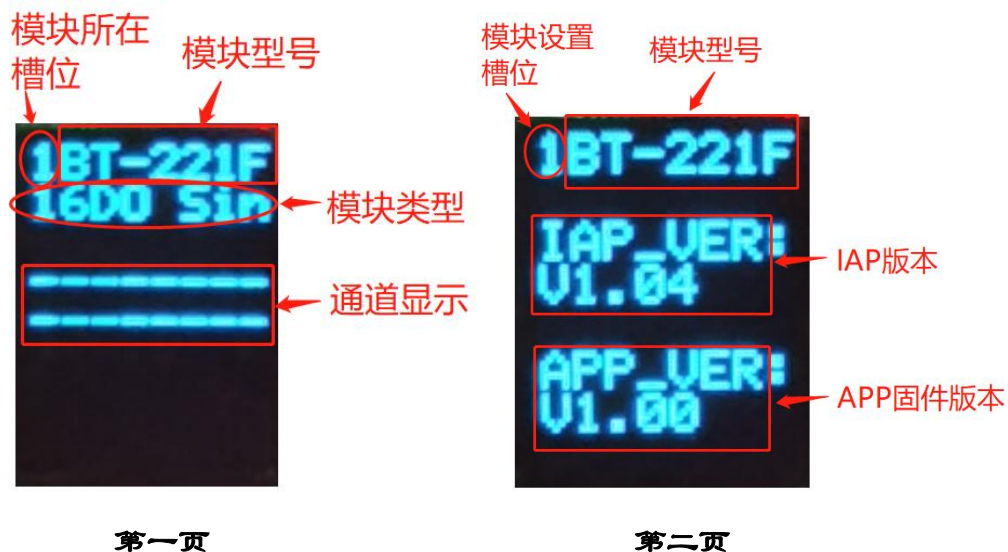 模块所在
槽位
模块型号
1BT-221F
16DO Sin
模块类型
通道显示
第一页
模块设置
槽位
模块型号
1BT-221F
IAP_VER:
V1.04
IAP版本
APP_VER:
V1.00
APP固件版本
第二页